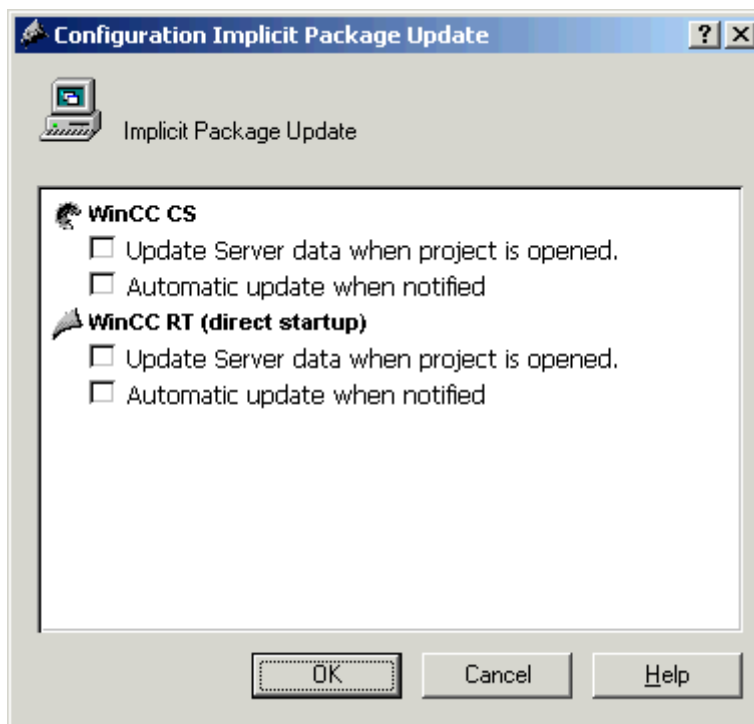 Configuration Implicit Package Update
Implicit Package Update
WinCC CS
Update Server data when project is opened.
Automatic update when notified
WinCC RT (direct startup)
Update Server data when project is opened.
Automatic update when notified
OK Cancel Help